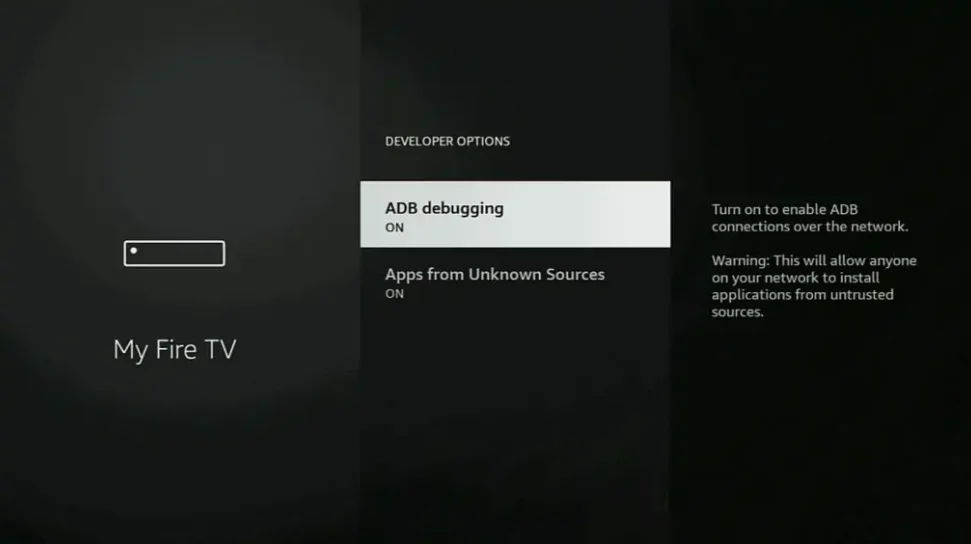 DEVELOPER OPTIONS
ADB debugging
ON
Apps from Unknown Sources
ON
My Fire TV
Turn on to enable ADB
connections over the network.
Warning: This will allow anyone
on your network to install
applications from untrusted
sources.